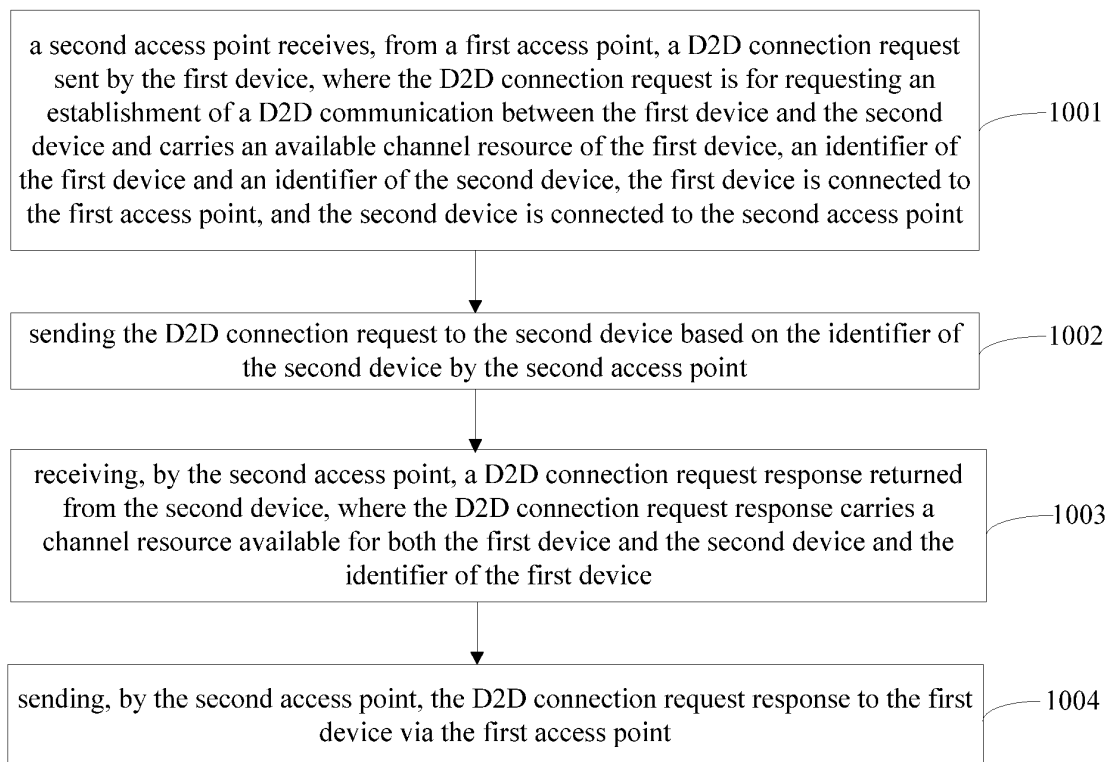 a second access point receives, from a first access point, a D2D connection request
sent by the first device, where the D2D connection request is for requesting an
establishment of a D2D communication between the first device and the second
device and carries an available channel resource of the first device, an identifier of
the first device and an identifier of the second device, the first device is connected to
the first access point, and the second device is connected to the second access point
1001
sending the D2D connection request to the second device based on the identifier of
the second device by the second access point
1002
receiving, by the second access point, a D2D connection request response returned
from the second device, where the D2D connection request response carries a
channel resource available for both the first device and the second device and the
identifier of the first device
1003
sending, by the second access point, the D2D connection request response to the first
device via the first access point
1004